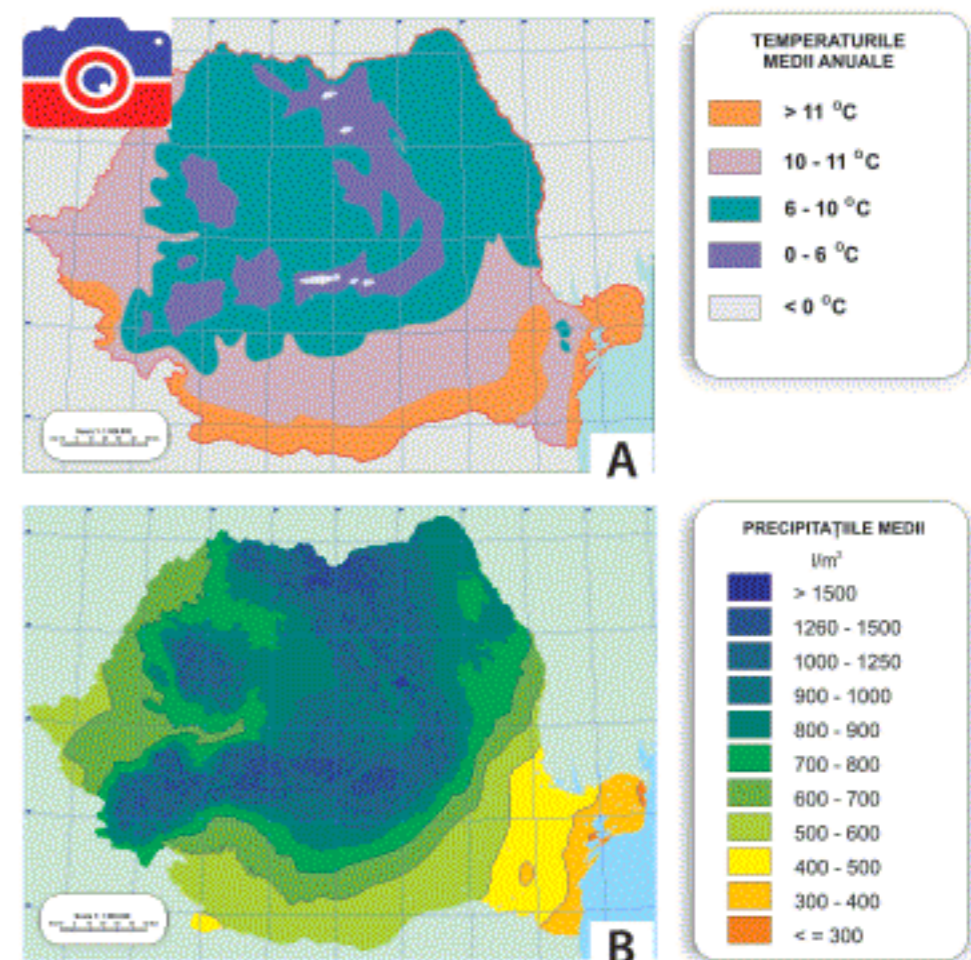 TEMPERATURILE
MEDII ANUALE
> 11 °C
10 - 11 °C
6 - 10 °C
0 - 6 °C
< 0 °C
A
PRECIPITAȚIILE MEDII
l/m²
> 1500
1260 - 1500
1000 - 1250
900 - 1000
800 - 900
700 - 800
600 - 700
500 - 600
400 - 500
300 - 400
< = 300
B